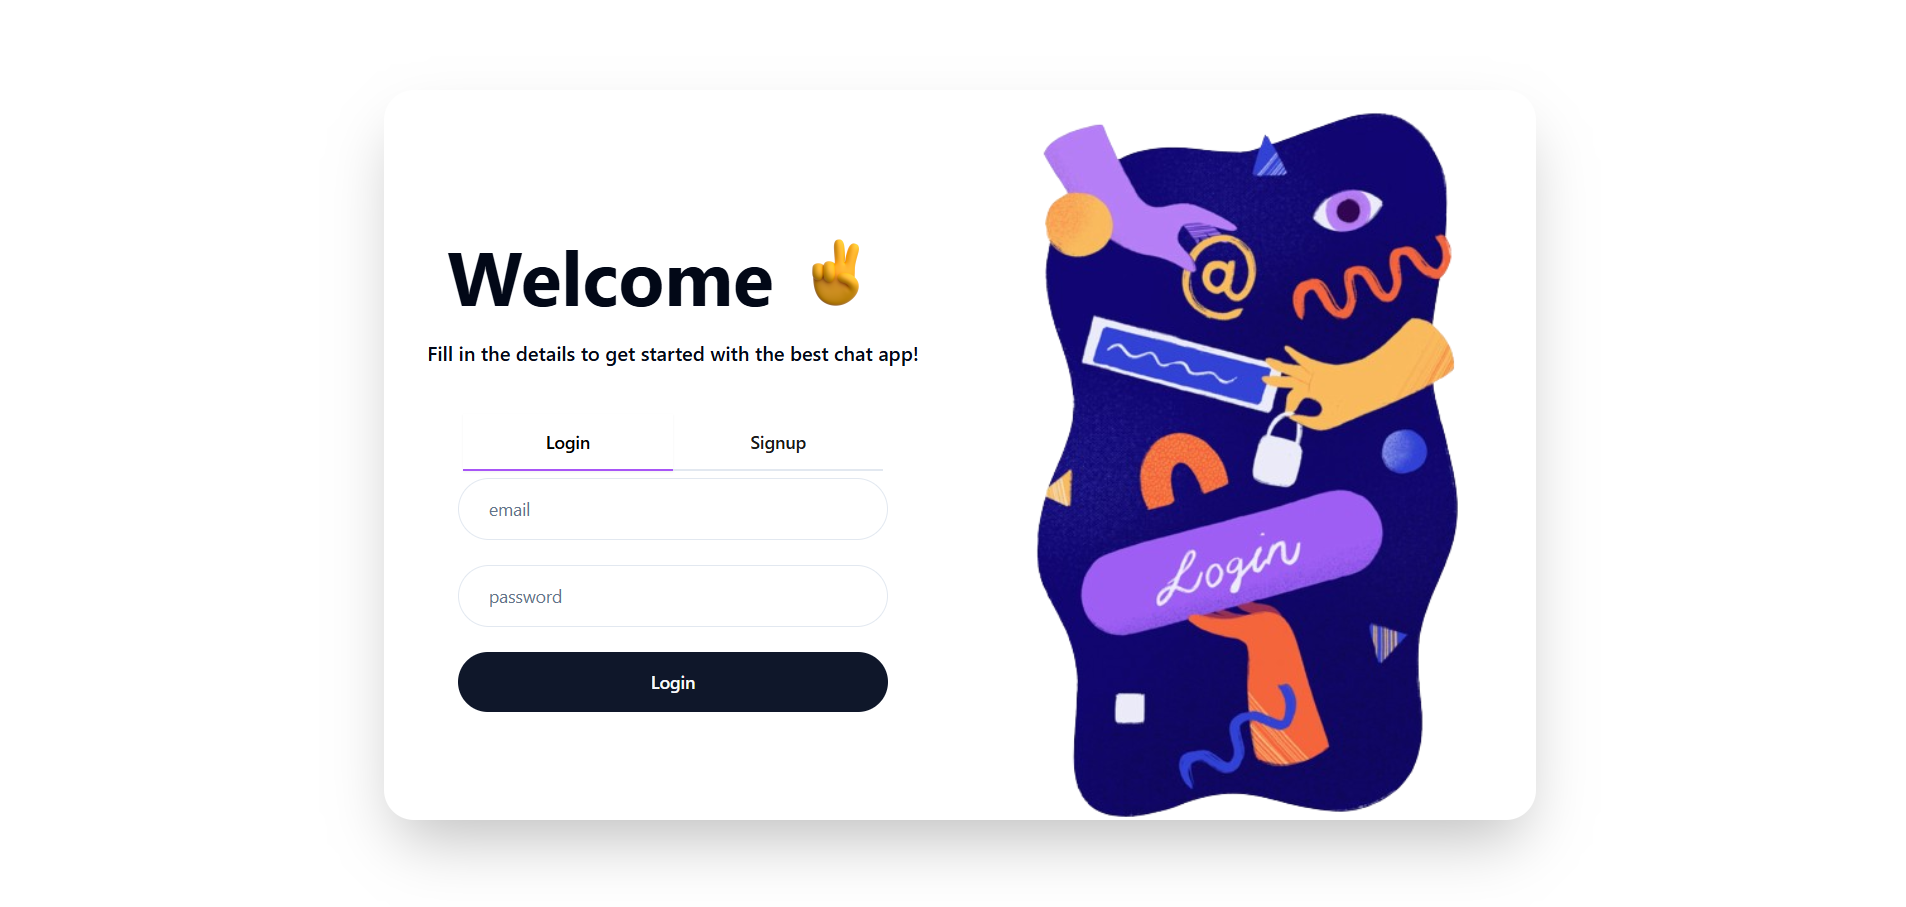 Welcome ✌
Fill in the details to get started with the best chat app!
Login Signup
email
password
Login
@
Login